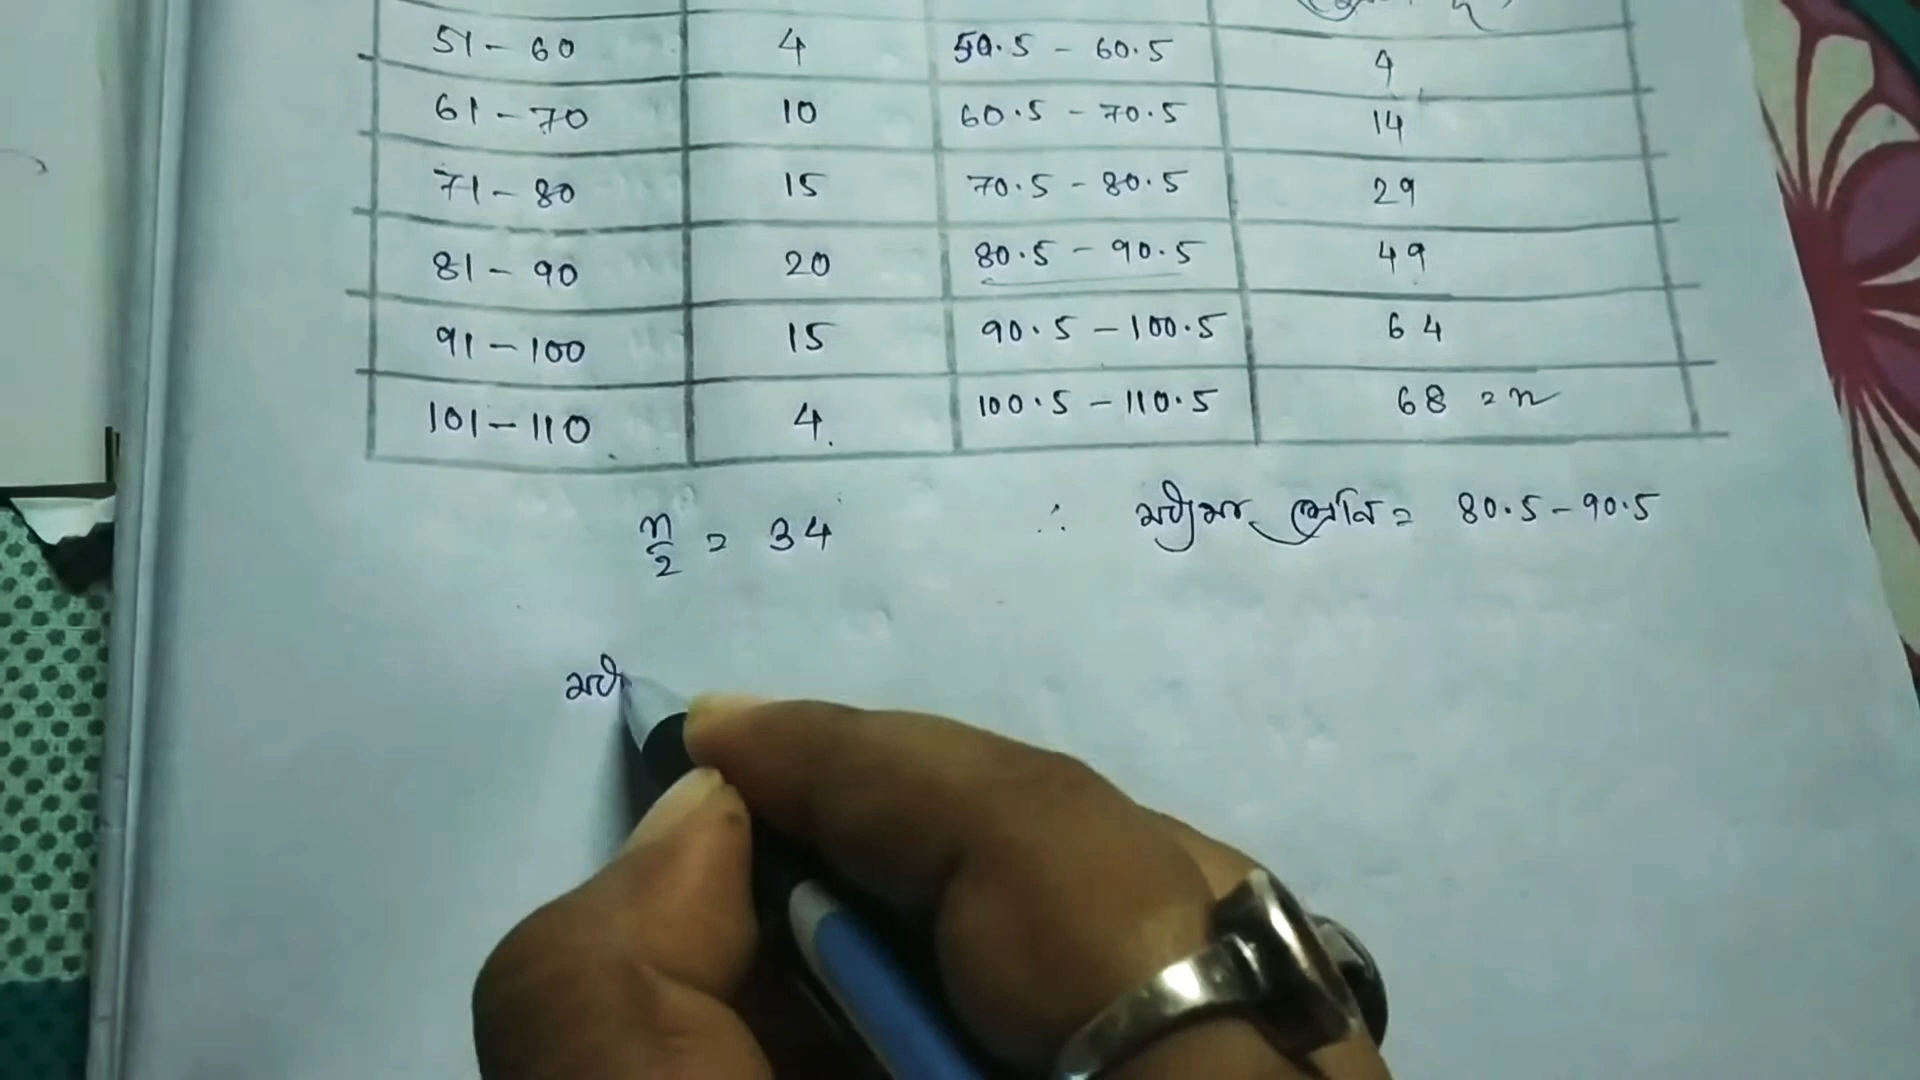 51 - 60 4 50.5 - 60.5 4
61 - 70 10 60.5 - 70.5 14
71 - 80 15 70.5 - 80.5 29
81 - 90 20 80.5 - 90.5 49
91 - 100 15 90.5 - 100.5 64
101 - 110 4. 100.5 - 110.5 68 = n
n/2 = 34 ∴ মধ্যমা শ্রেনি = 80.5 - 90.5
মধ্য